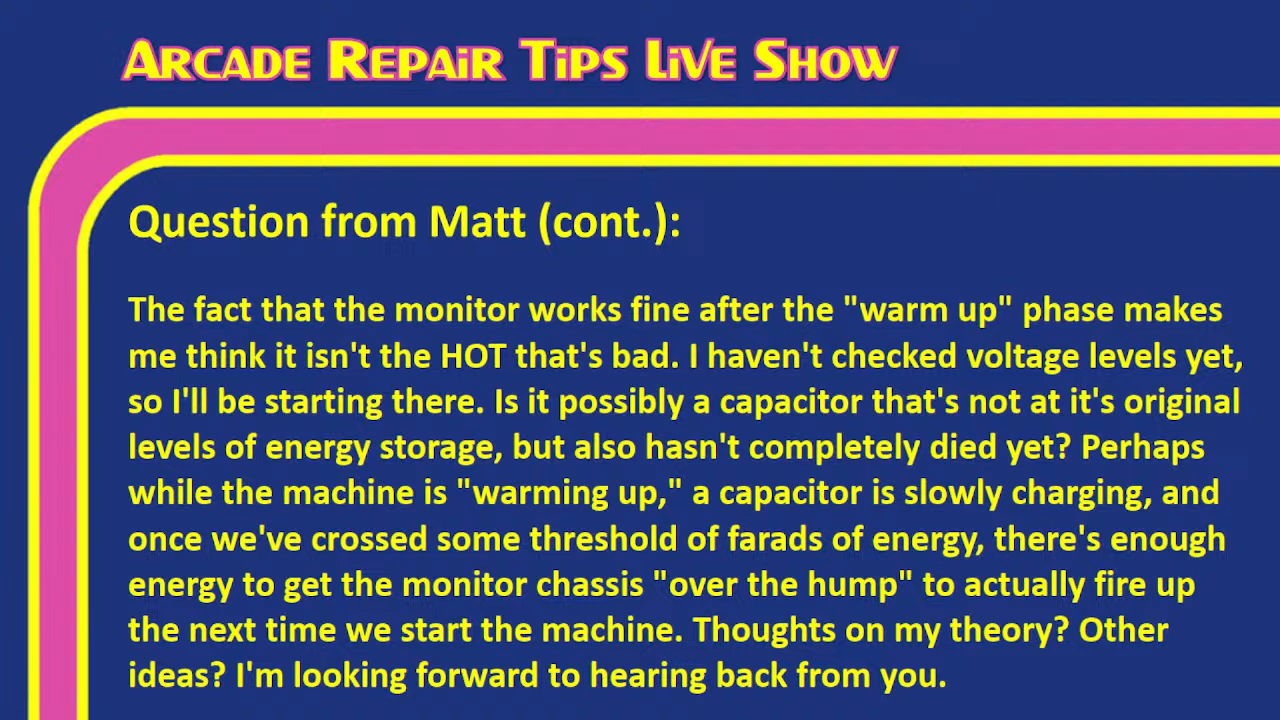 Arcade Repair Tips Live Show
Question from Matt (cont.):
The fact that the monitor works fine after the "warm up" phase makes
me think it isn't the HOT that's bad. I haven't checked voltage levels yet,
so I'll be starting there. Is it possibly a capacitor that's not at it's original
levels of energy storage, but also hasn't completely died yet? Perhaps
while the machine is "warming up," a capacitor is slowly charging, and
once we've crossed some threshold of farads of energy, there's enough
energy to get the monitor chassis "over the hump" to actually fire up
the next time we start the machine. Thoughts on my theory? Other
ideas? I'm looking forward to hearing back from you.